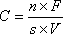 C = n × F / s × V